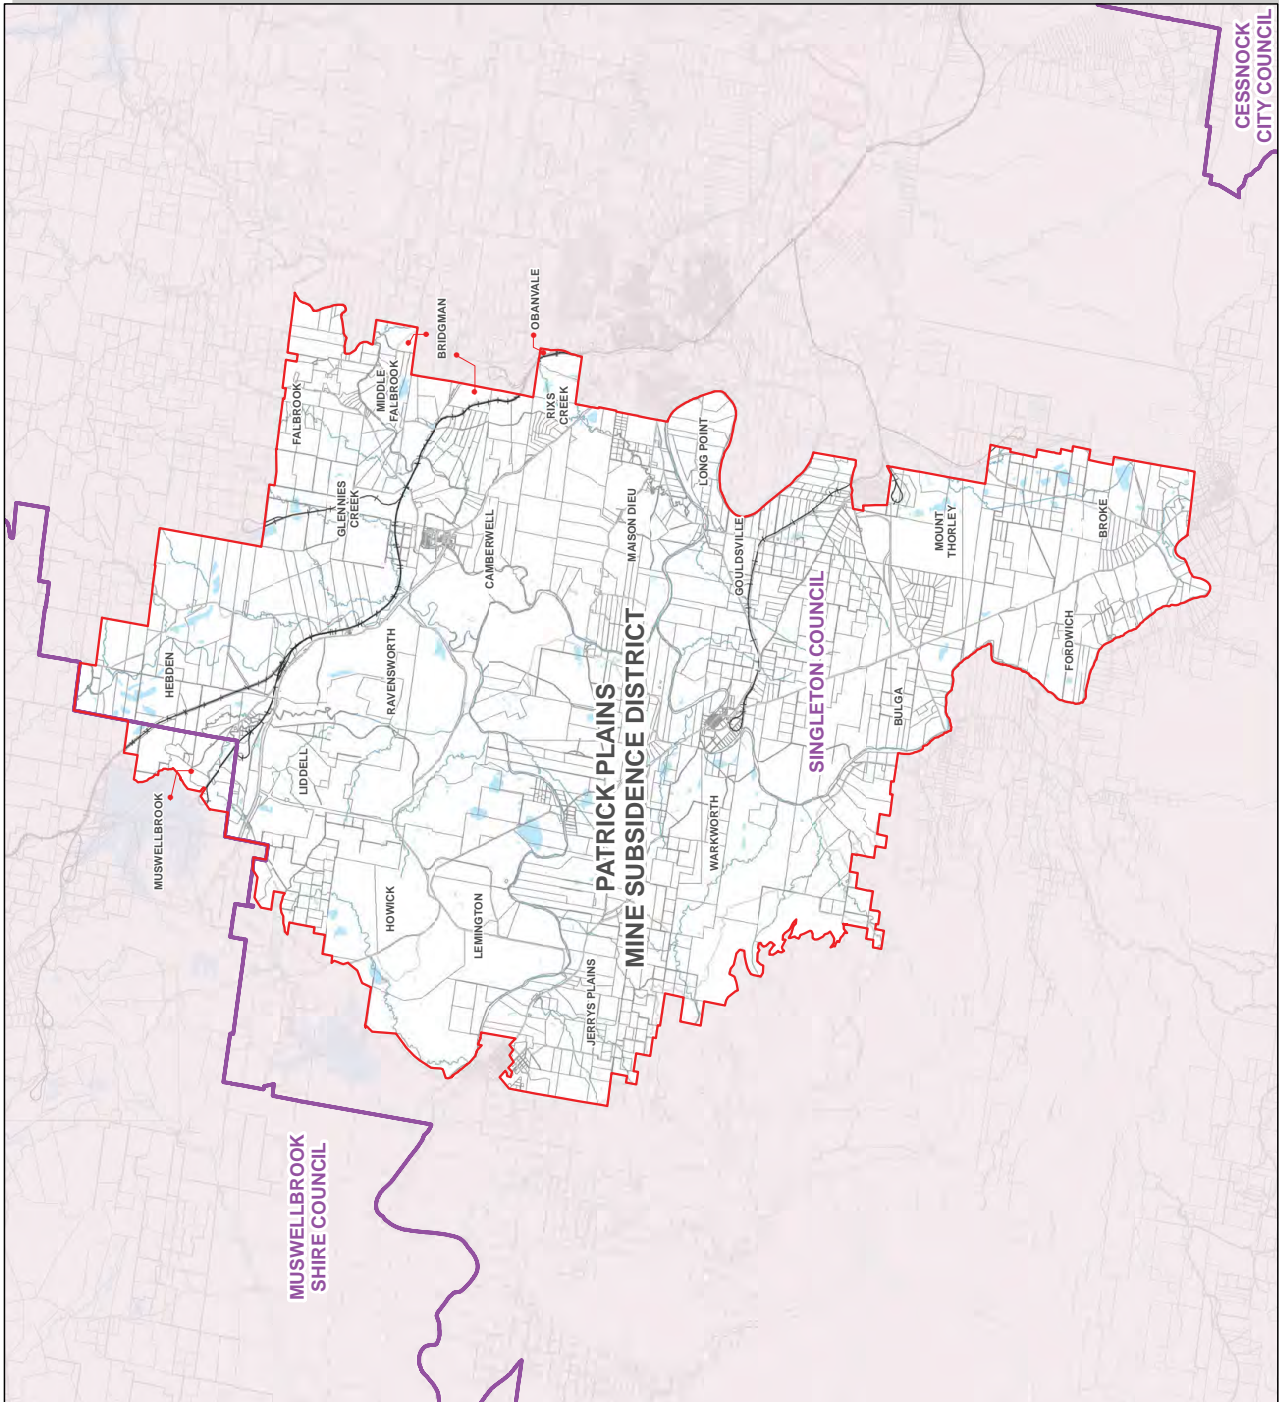 MUSWELLBROOK
SHIRE COUNCIL
CESSNOCK
CITY COUNCIL
SINGLETON COUNCIL
PATRICK PLAINS
MINE SUBSIDENCE DISTRICT
MUSWELLBROOK
HEBDEN
LIDDELL
RAVENSWORTH
GLENNIES
CREEK
FALBROOK
MIDDLE
FALBROOK
BRIDGMAN
OBANVALE
RIXS
CREEK
HOWICK
LEMINGTON
CAMBERWELL
JERRYS PLAINS
MAISON DIEU
LONG POINT
WARKWORTH
GOULDSVILLE
BULGA
MOUNT
THORLEY
FORDWICH
BROKE